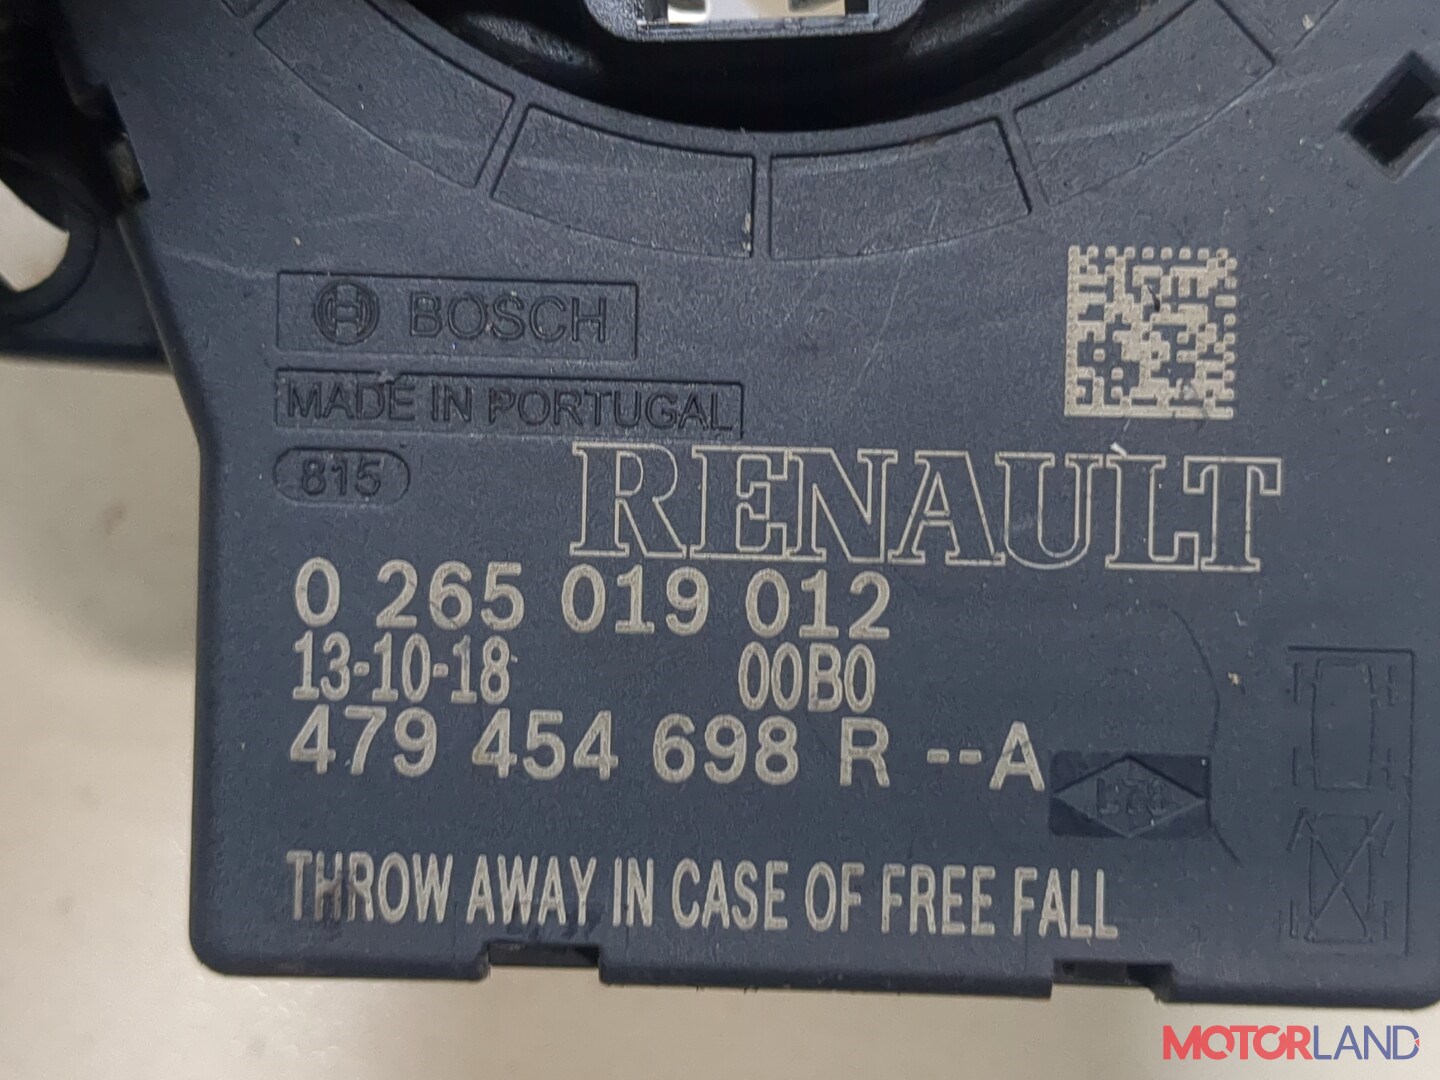 BOSCH
MADE IN PORTUGAL
815
RENAULT
0 265 019 012
13-10-18 00B0
479 454 698 R --A
THROW AWAY IN CASE OF FREE FALL
MOTORLAND